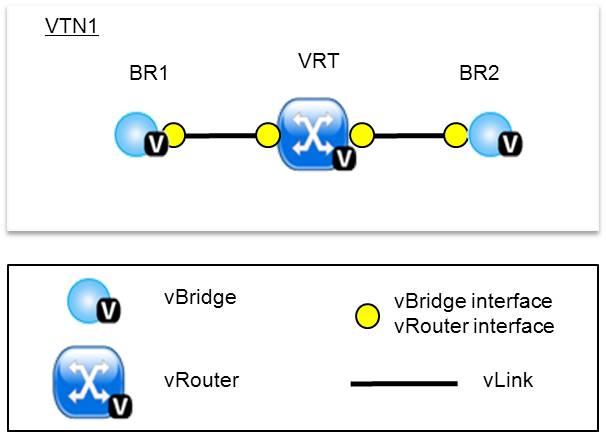 VTN1
BR1
VRT
BR2
V
V
V
vBridge
V
vBridge interface
vRouter interface
vRouter
V
vLink